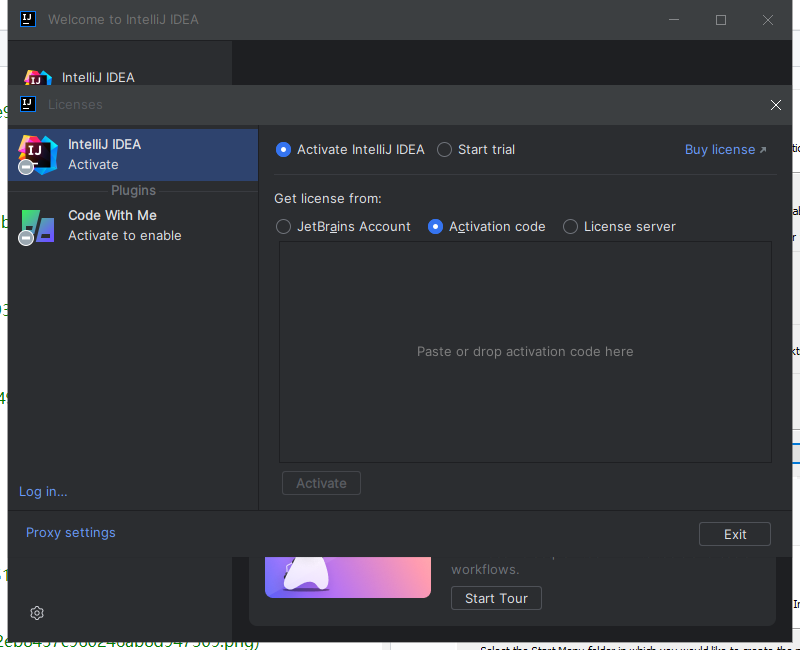 Welcome to IntelliJ IDEA
IntelliJ IDEA
Licenses
IntelliJ IDEA
Activate
Plugins
Code With Me
Activate to enable
Log in...
Activate IntelliJ IDEA
Start trial
Buy license
Get license from:
JetBrains Account
Activation code
License server
Paste or drop activation code here
Activate
Proxy settings
Exit
workflows.
Start Tour